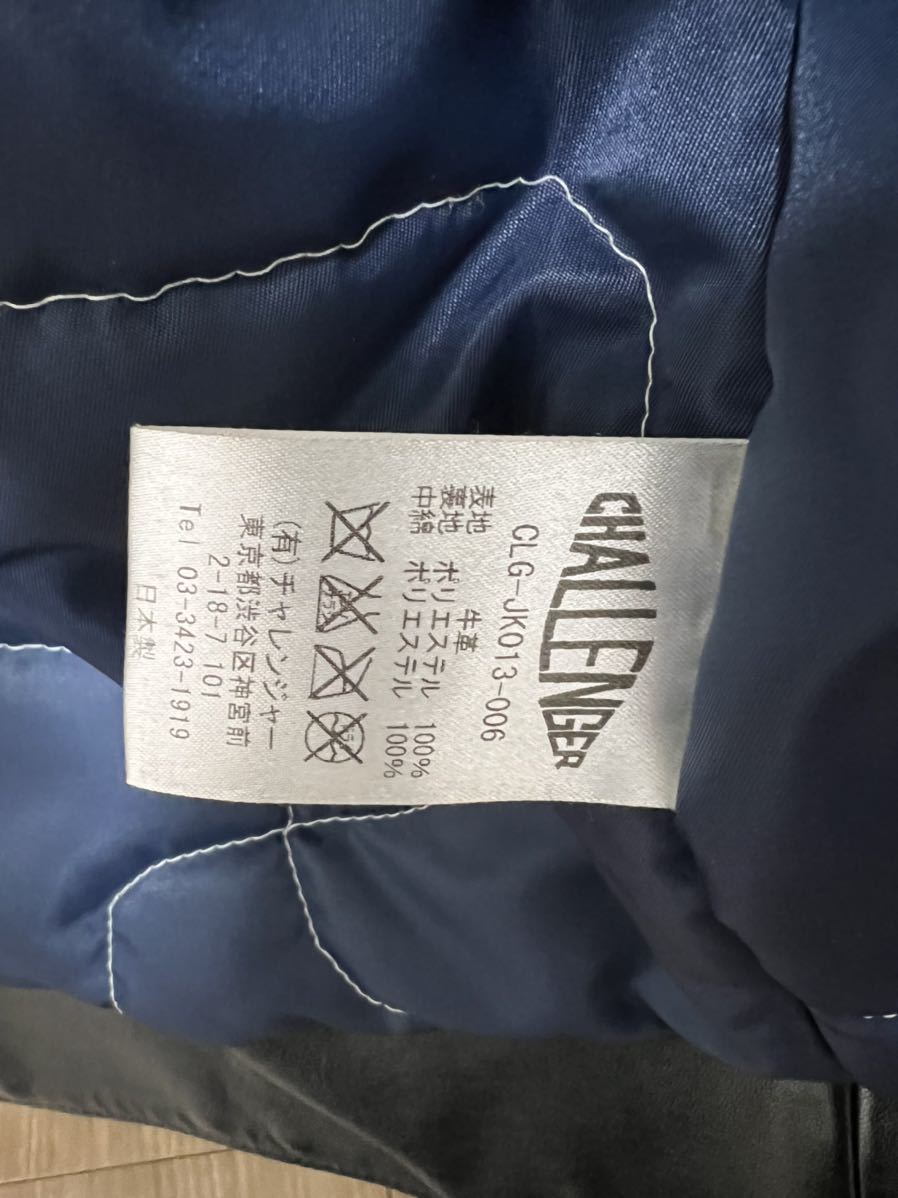 CHALLENGER
CLG-JK013-006
表地 牛革
裏地 ポリエステル 100%
中綿 ポリエステル 100%
(有)チャレンジャー
東京都渋谷区神宮前
2-18-7 101
Tel 03-3423-1919
日本製